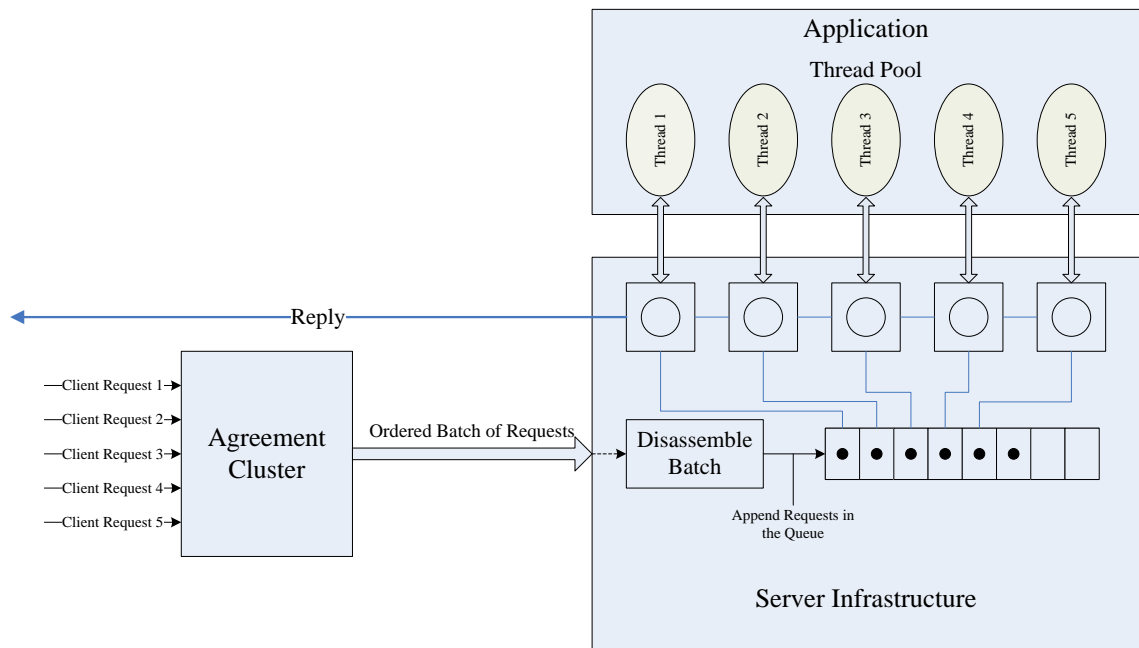 Application
Thread Pool
Thread 1
Thread 2
Thread 3
Thread 4
Thread 5
Reply
Client Request 1
Client Request 2
Client Request 3
Client Request 4
Client Request 5
Agreement
Cluster
Ordered Batch of Requests
Disassemble
Batch
Append Requests in
the Queue
Server Infrastructure